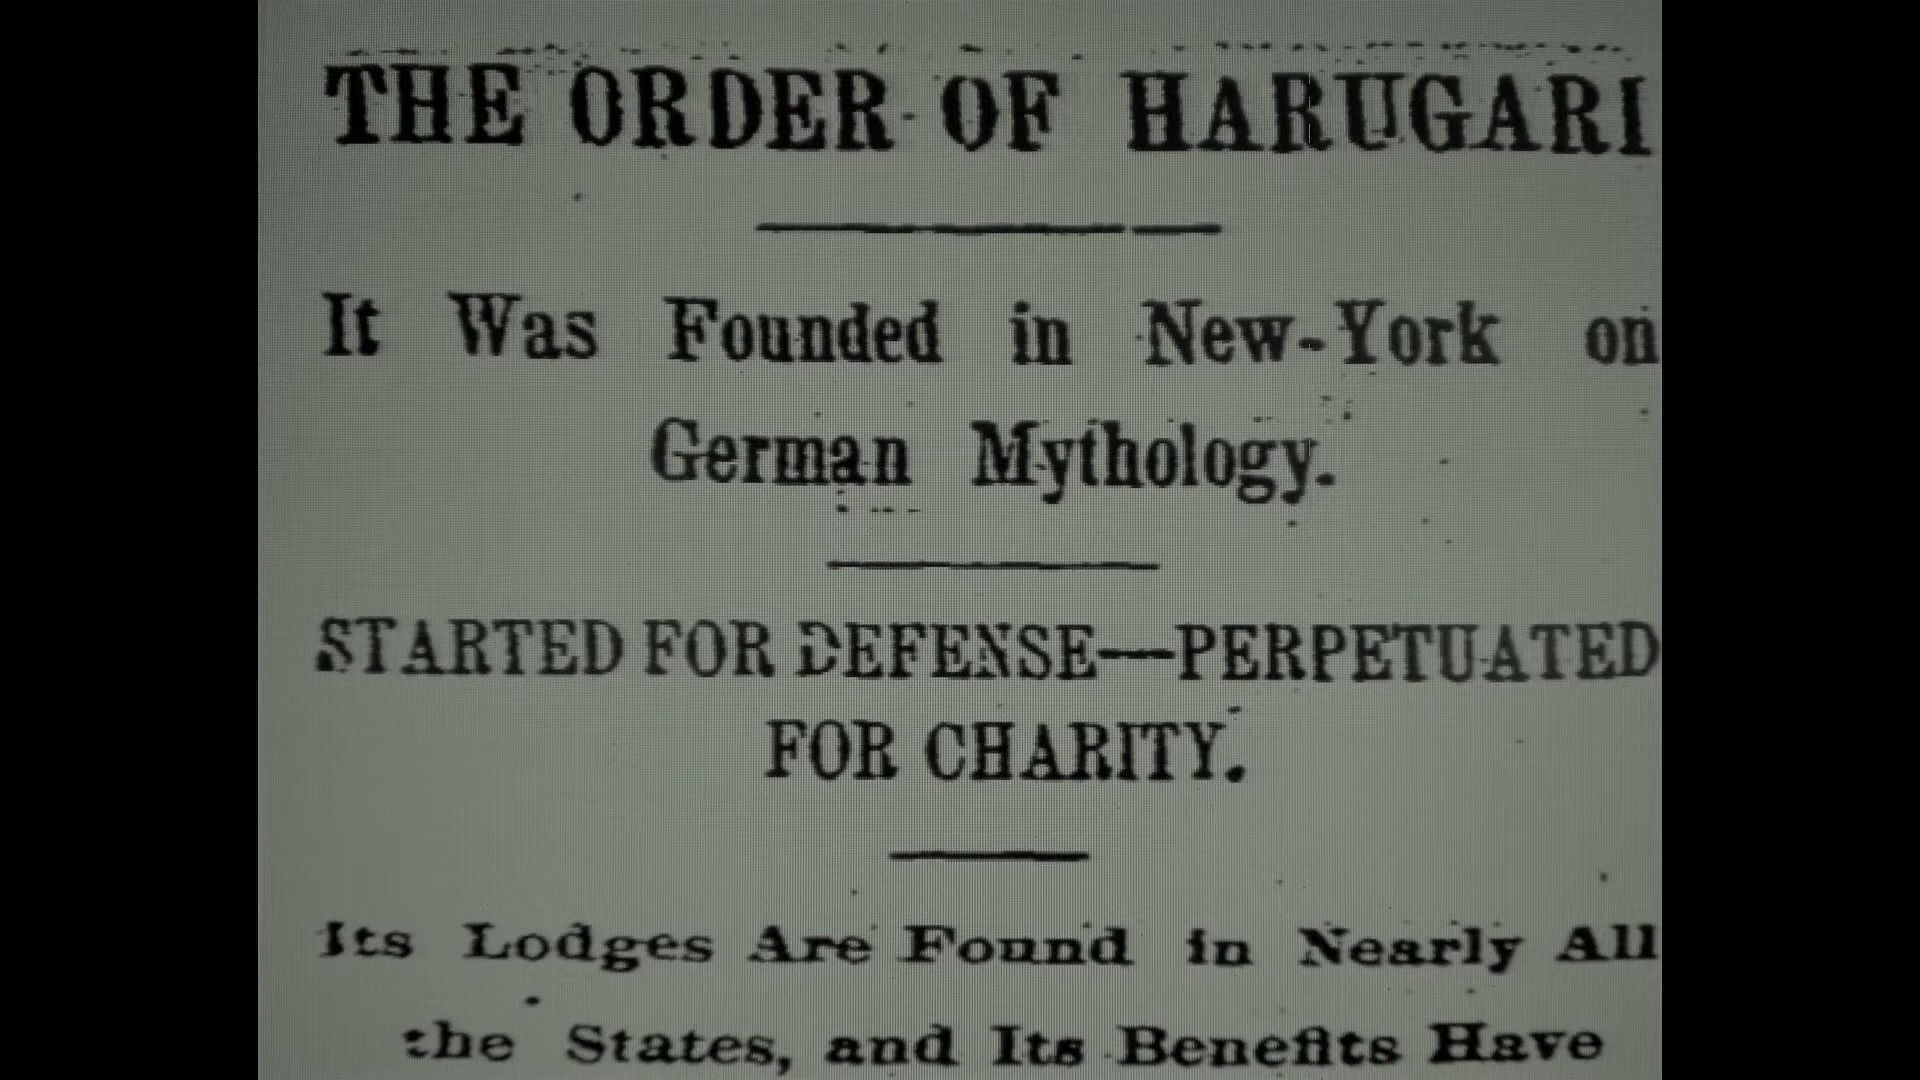 THE ORDER OF HARUGARI
It Was Founded in New-York on
German Mythology.
STARTED FOR DEFENSE—PERPETUATED
FOR CHARITY.
Its Lodges Are Found in Nearly All
the States, and Its Benefits Have